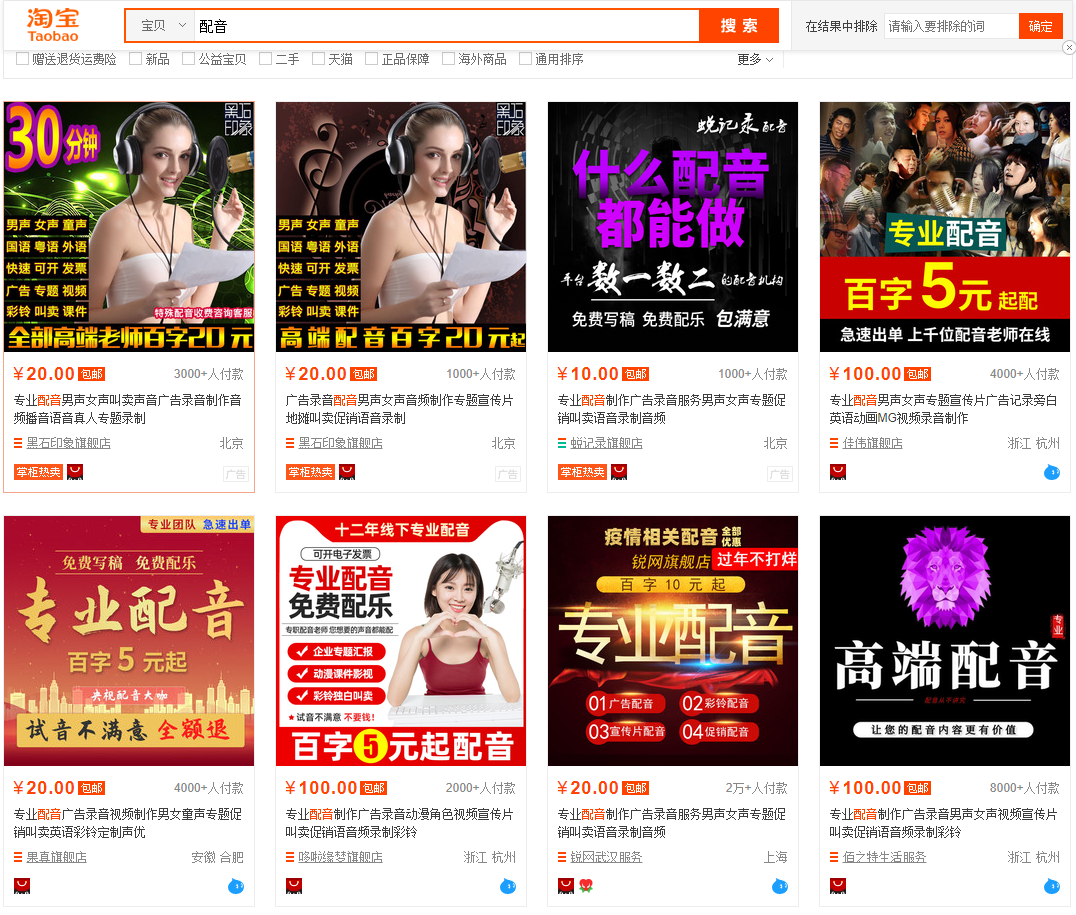 淘宝
Taobao
宝贝
配音
搜 索
在结果中排除
请输入要排除的词
确定
赠送退货运费险
新品
公益宝贝
二手
天猫
正品保障
海外商品
通用排序
更多
30分钟
黑石印象
男声 女声 童声
国语 粤语 外语
快速 可开 发票
广告 专题 视频
彩铃 叫卖 课件
特殊配音收费咨询客服
全部高端老师百字20元
黑石印象
男声 女声 童声
国语 粤语 外语
快速 可开 发票
广告 专题 视频
彩铃 叫卖 课件
高端配音百字20元起
蜕记录配音
什么配音
都能做
平台数一数二的配音机构
免费写稿 免费配乐 包满意
专业配音
百字5元起配
急速出单 上千位配音老师在线
¥20.00 包邮 3000+人付款
专业配音男声女声叫卖声音广告录音制作音
频播音语音真人专题录制
黑石印象旗舰店 北京
掌柜热卖 广告
¥20.00 包邮 1000+人付款
广告录音配音男声女声音频制作专题宣传片
地摊叫卖促销语音录制
黑石印象旗舰店 北京
掌柜热卖 广告
¥10.00 包邮 1000+人付款
专业配音制作广告录音服务男声女声专题促
销叫卖语音录制音频
蜕记录旗舰店 北京
掌柜热卖 广告
¥100.00 包邮 4000+人付款
专业配音男声女声专题宣传片广告记录旁白
英语动画MG视频录音制作
佳伟旗舰店 浙江 杭州
专业团队 急速出单
免费写稿 免费配乐
专业配音
百字5元起
央视配音大咖
试音不满意 全额退
十二年线下专业配音
可开电子发票
专业配音
免费配乐
专职配音老师 您想要的声音都能配
企业专题汇报
动漫课件影视
彩铃独白叫卖
试音不满意 不要钱!
百字5元起配音
疫情相关配音全部优惠
锐网旗舰店 过年不打烊
百字10元起
专业配音
01广告配音
02彩铃配音
03宣传片配音
04促销配音
专业
高端配音
让您的配音内容更有价值
¥20.00 包邮 4000+人付款
专业配音广告录音视频制作男女童声专题促
销叫卖英语彩铃定制声优
果真旗舰店 安徽 合肥
¥100.00 包邮 2000+人付款
专业配音制作广告录音动漫角色视频宣传片
叫卖促销语音频录制彩铃
哆啦缘梦旗舰店 浙江 杭州
¥20.00 包邮 2万+人付款
专业配音制作广告录音服务男声女声专题促
销叫卖语音录制音频
锐网武汉服务 上海
¥100.00 包邮 8000+人付款
专业配音制作广告录音男声女声视频宣传片
叫卖促销语音频录制彩铃
佰之特生活服务 浙江 杭州